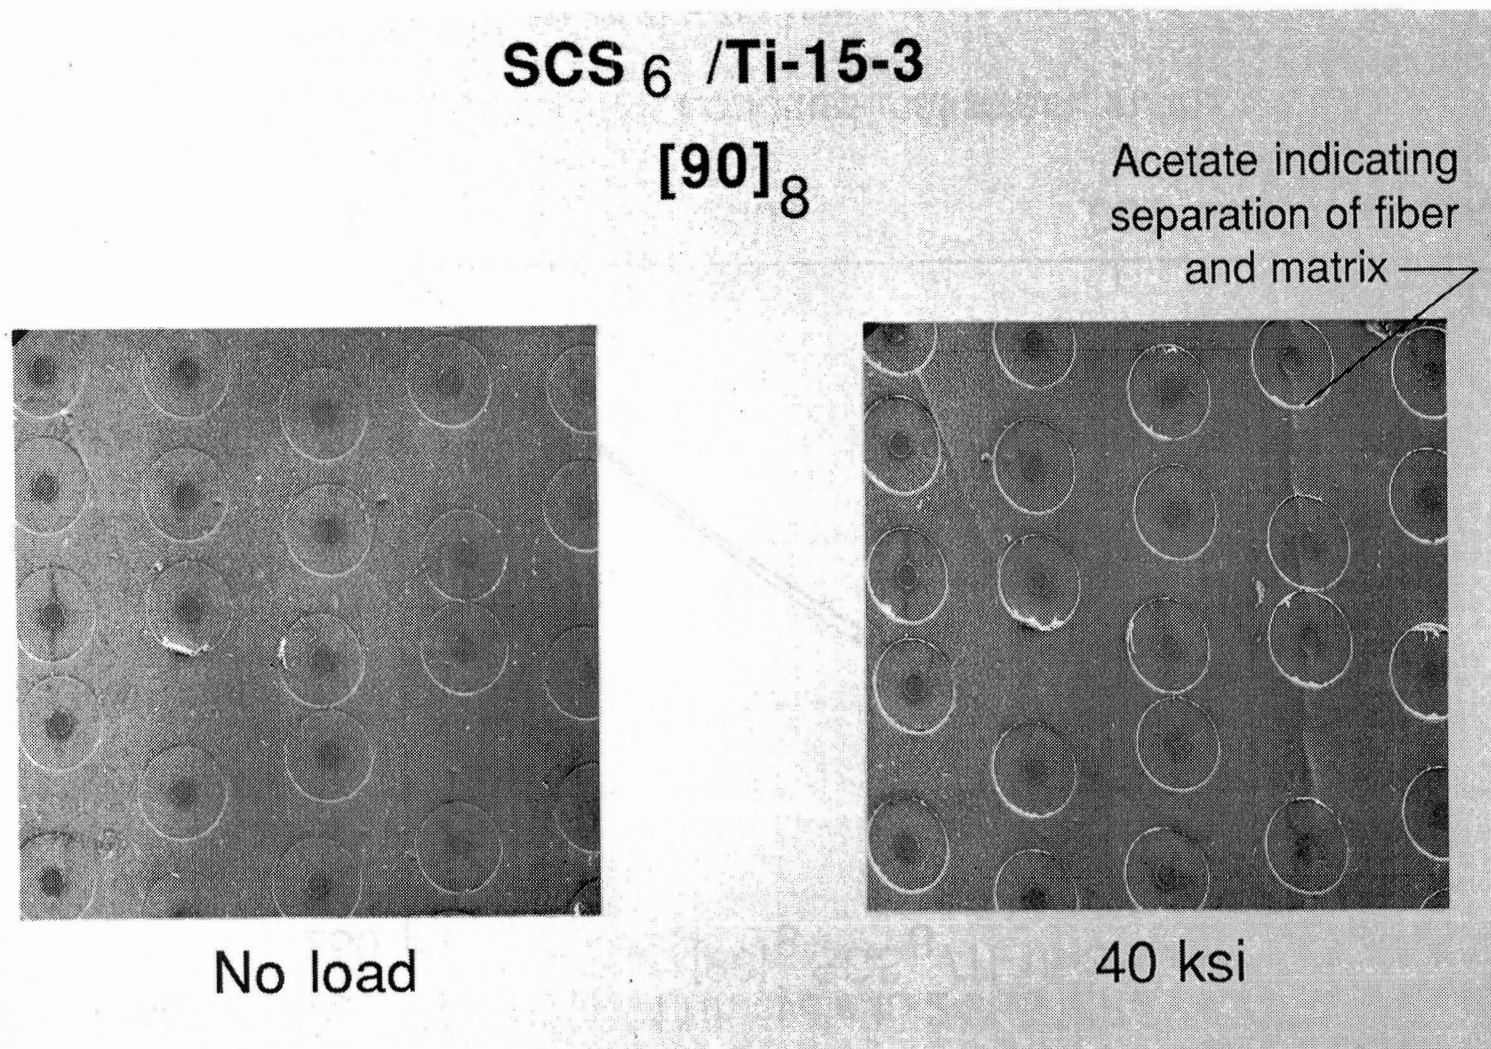 SCS 6 /Ti-15-3
[90] 8
Acetate indicating
separation of fiber
and matrix
No load
40 ksi